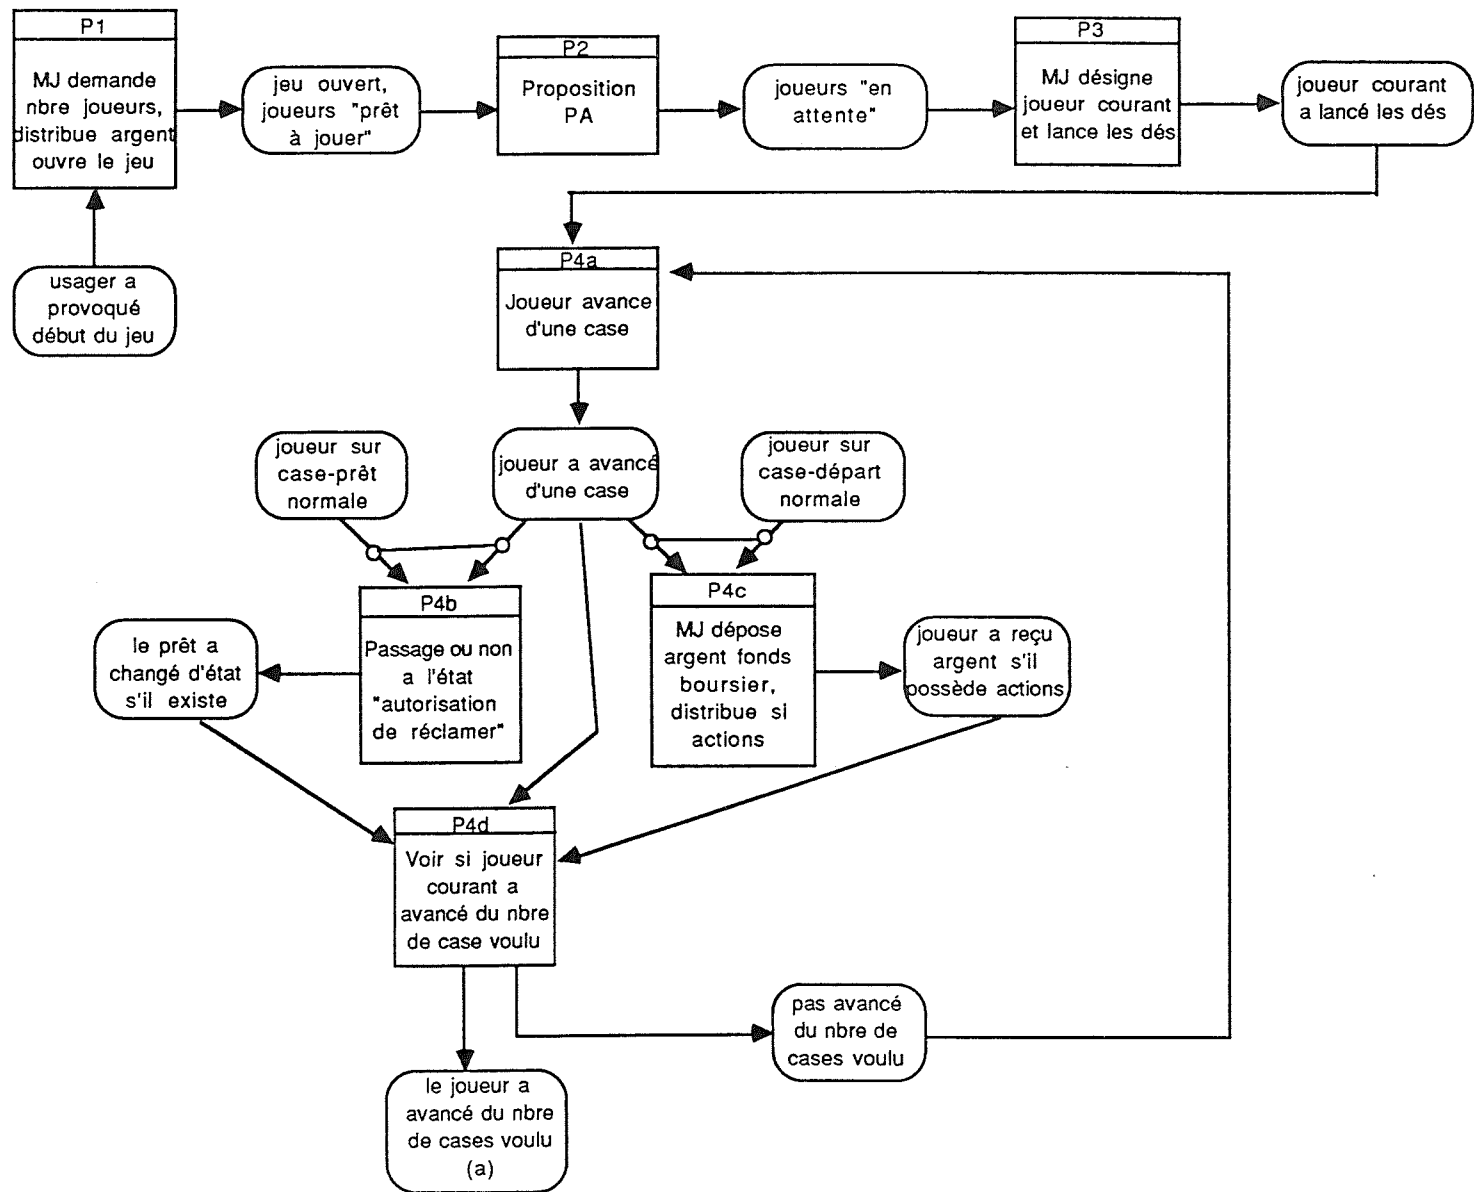 P1
MJ demande
nbre joueurs,
distribue argent
ouvre le jeu
jeu ouvert,
joueurs "prêt
à jouer"
P2
Proposition
PA
joueurs "en
attente"
P3
MJ désigne
joueur courant
et lance les dés
joueur courant
a lancé les dés
usager a
provoqué
début du jeu
P4a
Joueur avance
d'une case
joueur sur
case-prêt
normale
joueur a avancé
d'une case
joueur sur
case-départ
normale
P4b
Passage ou non
a l'état
"autorisation
de réclamer"
le prêt a
changé d'état
s'il existe
P4c
MJ dépose
argent fonds
boursier,
distribue si
actions
joueur a reçu
argent s'il
possède actions
P4d
Voir si joueur
courant a
avancé du nbre
de case voulu
pas avancé
du nbre de
cases voulu
le joueur a
avancé du nbre
de cases voulu
(a)